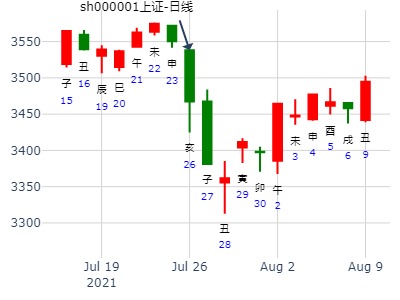 sh000001上证-日线
3550
3500
3450
3400
3350
3300
子
15
丑
16
辰
19
巳
20
午
21
未
22
申
23
亥
26
子
27
丑
28
寅
29
卯
30
午
2
未
3
申
4
酉
5
戌
6
丑
9
Jul 19
2021
Jul 26
Aug 2
Aug 9